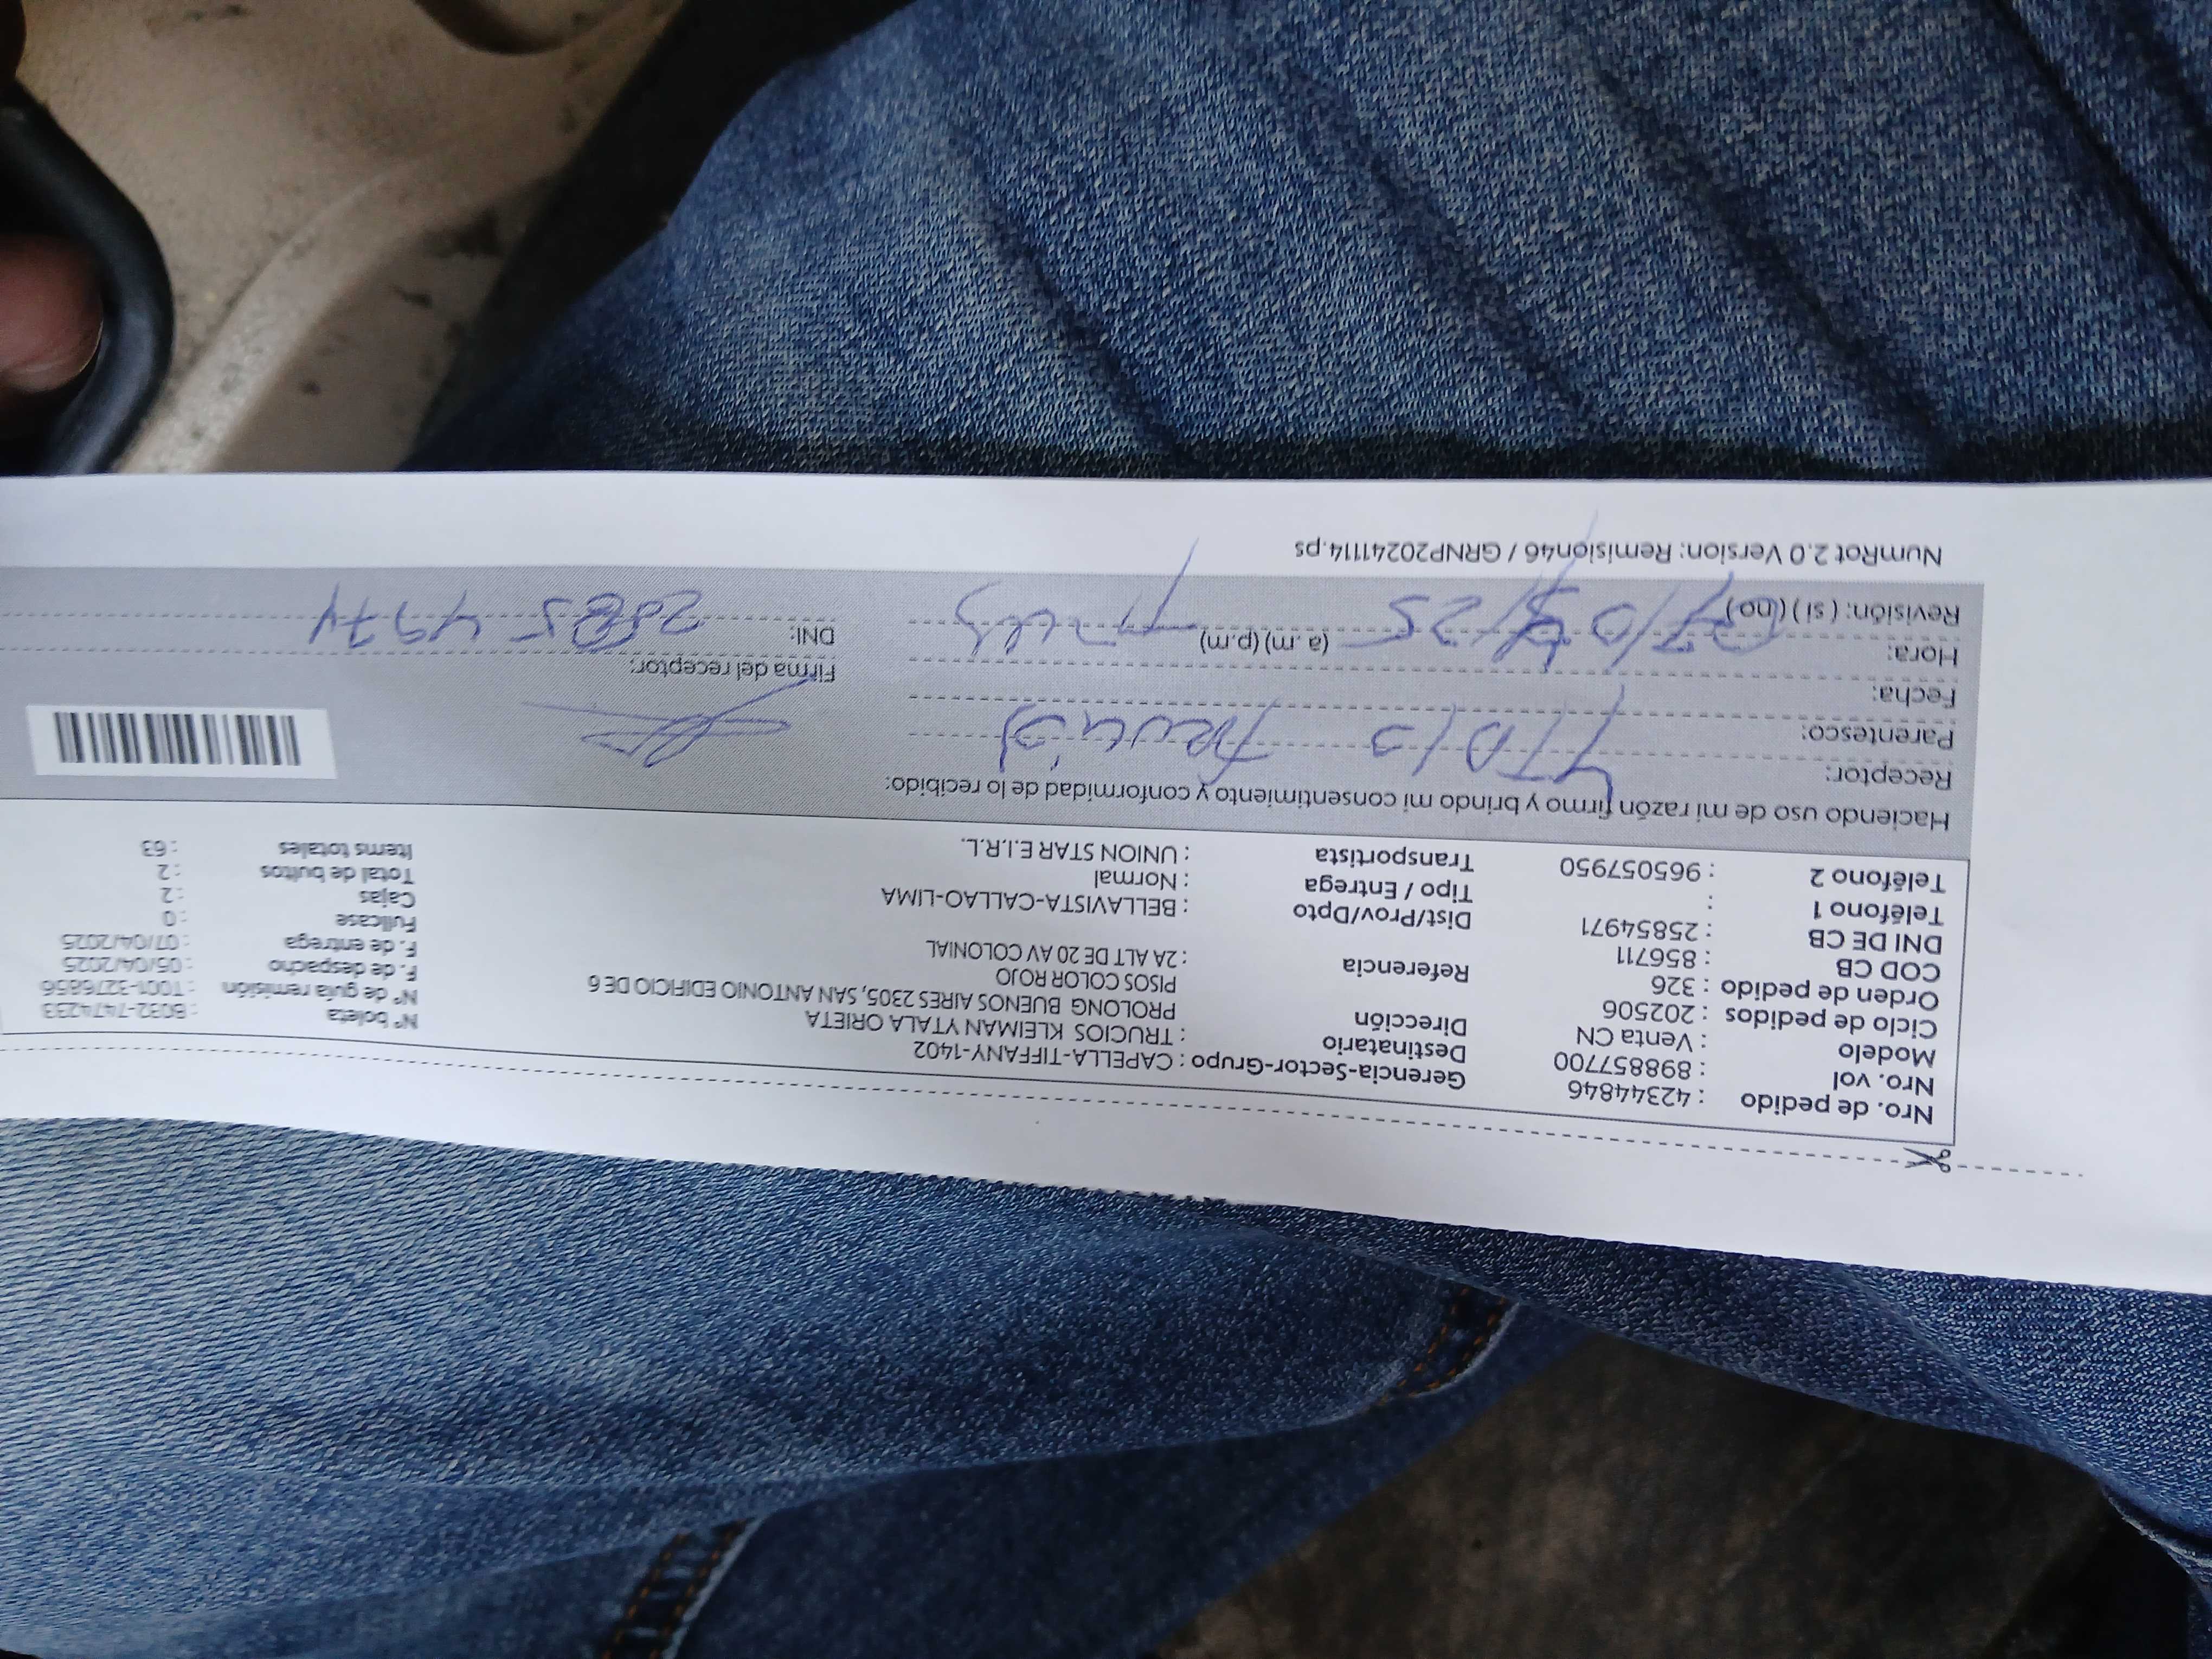 Nro. de pedido : 42344846
Nro. vol : 898857700
Modelo : Venta CN
Ciclo de pedidos : 202506
Orden de pedido : 326
COD CB : 856711
DNI DE CB : 25854971
Teléfono 1 :
Teléfono 2 : 965057950
Gerencia-Sector-Grupo : CAPELLA-TIFFANY-1402
Destinatario : TRUCIOS KLEIMAN YTALA ORIETA
Dirección PROLONG BUENOS AIRES 2305, SAN ANTONIO EDIFICIO DE 6
PISOS COLOR ROJO
Referencia : 2A ALT DE 20 AV COLONIAL
Dist/Prov/Dpto : BELLAVISTA-CALLAO-LIMA
Tipo / Entrega : Normal
Transportista : UNION STAR E.I.R.L.
N° boleta : B032-7474233
N° de guía remisión : T001-3276856
F. de despacho : 05/04/2025
F. de entrega : 07/04/2025
Fullcase : 0
Cajas : 2
Total de bultos : 2
Items totales : 63
Haciendo uso de mi razón firmo y brindo mi consentimiento y conformidad de lo recibido:
Receptor:
Parentesco:
Fecha:
Hora: (a.m) (p.m)
Revisión: ( si ) ( no )
Firma del receptor:
DNI:
NumRot 2.0 Version: Remision46 / GRNP20241114.ps